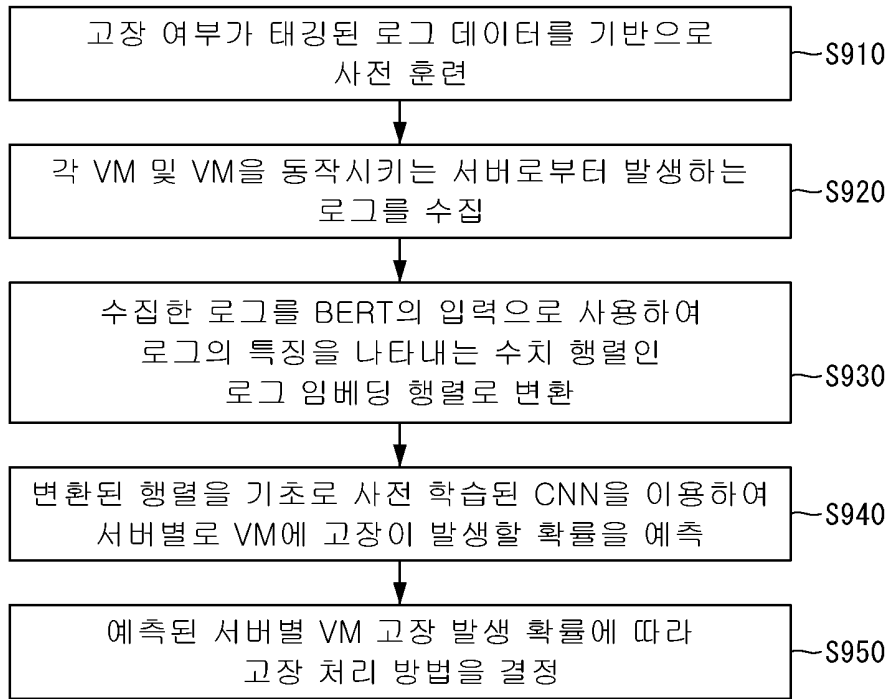 고장 여부가 태깅된 로그 데이터를 기반으로
사전 훈련
S910
각 VM 및 VM을 동작시키는 서버로부터 발생하는
로그를 수집
S920
수집한 로그를 BERT의 입력으로 사용하여
로그의 특징을 나타내는 수치 행렬인
로그 임베딩 행렬로 변환
S930
변환된 행렬을 기초로 사전 학습된 CNN을 이용하여
서버별로 VM에 고장이 발생할 확률을 예측
S940
예측된 서버별 VM 고장 발생 확률에 따라
고장 처리 방법을 결정
S950